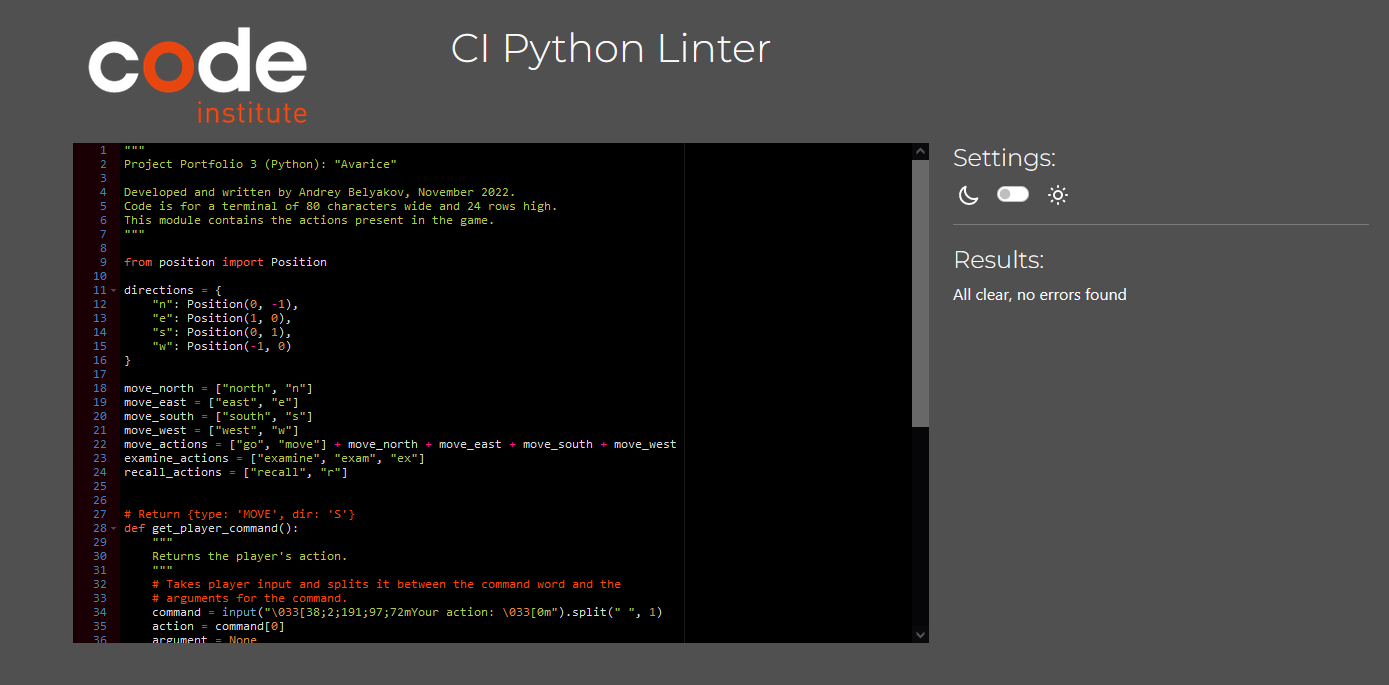 code
institute
CI Python Linter
1 """
2 Project Portfolio 3 (Python): "Avarice"
3
4 Developed and written by Andrey Belyakov, November 2022.
5 Code is for a terminal of 80 characters wide and 24 rows high.
6 This module contains the actions present in the game.
7 """
8
9 from position import Position
10
11 directions = {
12     "n": Position(0, -1),
13     "e": Position(1, 0),
14     "s": Position(0, 1),
15     "w": Position(-1, 0)
16 }
17
18 move_north = ["north", "n"]
19 move_east = ["east", "e"]
20 move_south = ["south", "s"]
21 move_west = ["west", "w"]
22 move_actions = ["go", "move"] + move_north + move_east + move_south + move_west
23 examine_actions = ["examine", "exam", "ex"]
24 recall_actions = ["recall", "r"]
25
26
27 # Return {type: 'MOVE', dir: 'S'}
28 def get_player_command():
29     """
30     Returns the player's action.
31     """
32     # Takes player input and splits it between the command word and the
33     # arguments for the command.
34     command = input("\033[38;2;191;97;72mYour action: \033[0m").split(" ", 1)
35     action = command[0]
36     argument = None
Settings:
Results:
All clear, no errors found